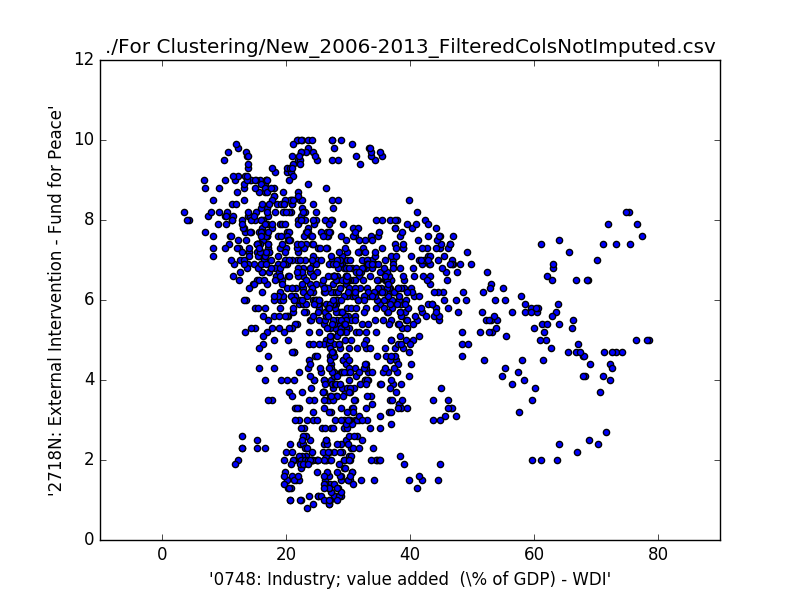 ./For Clustering/New_2006-2013_FilteredColsNotImputed.csv
'2718N: External Intervention - Fund for Peace'
12
10
8
6
4
2
0
0 20 40 60 80
'0748: Industry; value added  (\% of GDP) - WDI'